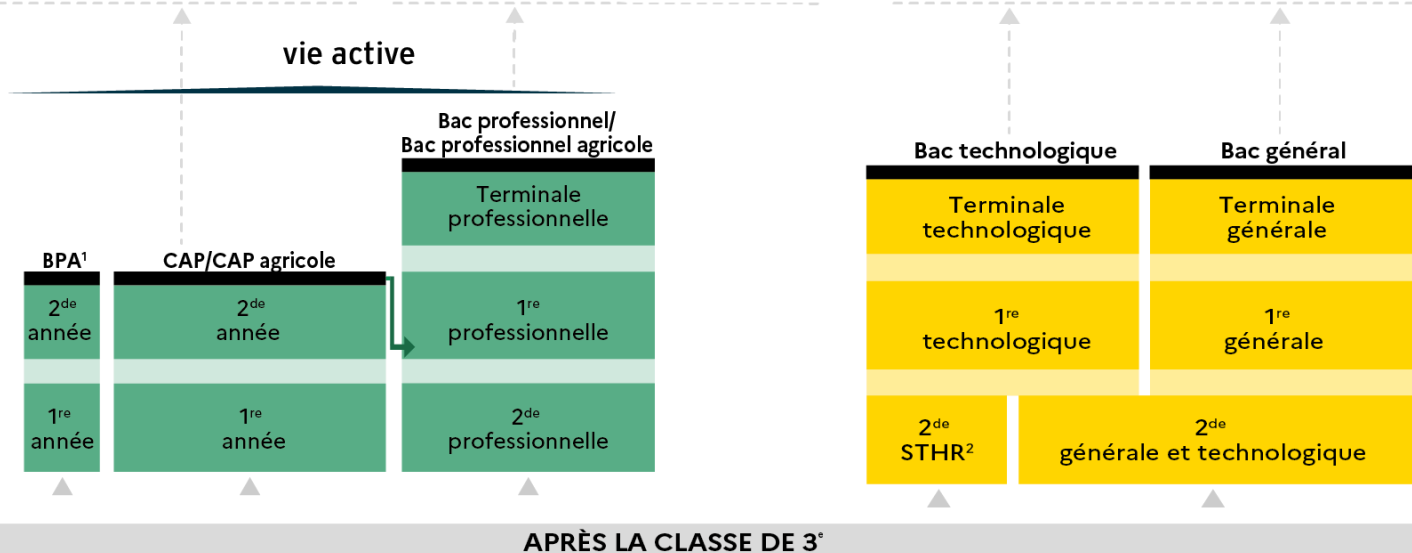 vie active
Bac professionnel/
Bac professionnel agricole
Terminale
professionnelle
1re
professionnelle
2de
professionnelle
BPA¹
2de
année
1re
année
CAP/CAP agricole
2de
année
1re
année
Bac technologique
Terminale
technologique
1re
technologique
2de
STHR²
Bac général
Terminale
générale
1re
générale
2de
générale et technologique
APRÈS LA CLASSE DE 3e